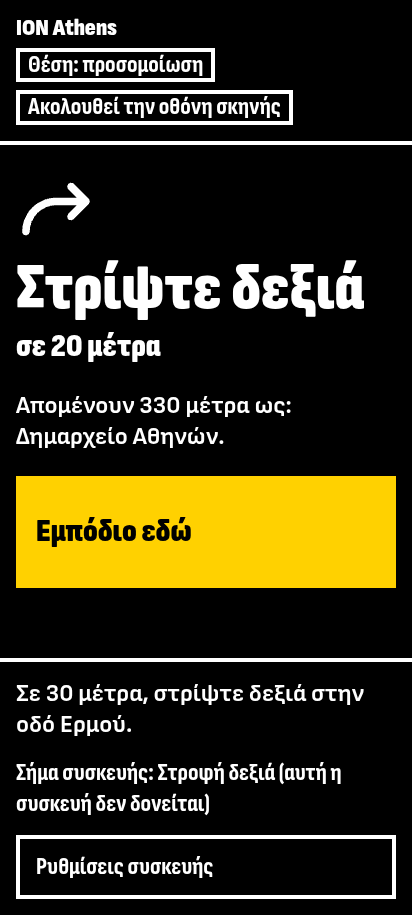 ION Athens
Θέση: προσομοίωση
Ακολουθεί την οθόνη σκηνής
Στρίψτε δεξιά
σε 20 μέτρα
Απομένουν 330 μέτρα ως:
Δημαρχείο Αθηνών.
Εμπόδιο εδώ
Σε 30 μέτρα, στρίψτε δεξιά στην
οδό Ερμού.
Σήμα συσκευής: Στροφή δεξιά (αυτή η
συσκευή δεν δονείται)
Ρυθμίσεις συσκευής